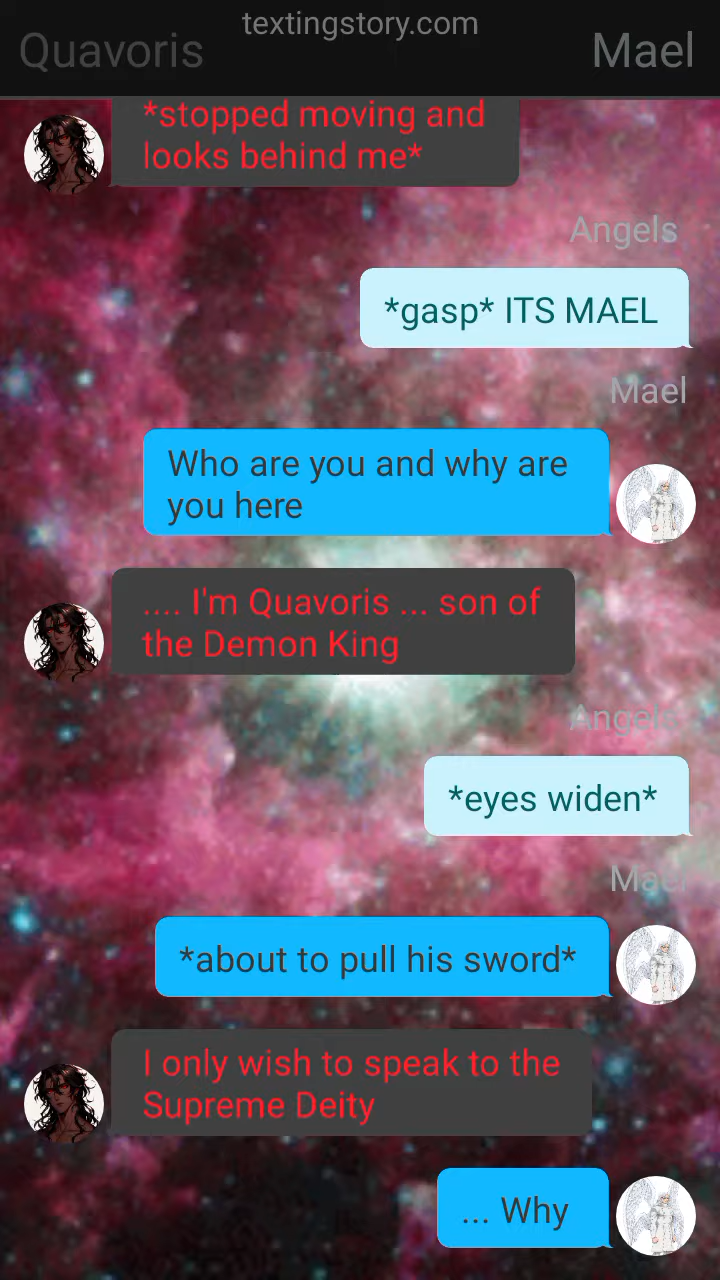 textingstory.com
Quavoris
Mael
*stopped moving and
looks behind me*
Angels
*gasp* ITS MAEL
Mael
Who are you and why are
you here
.... I'm Quavoris ... son of
the Demon King
Angels
*eyes widen*
Mael
*about to pull his sword*
I only wish to speak to the
Supreme Deity
... Why